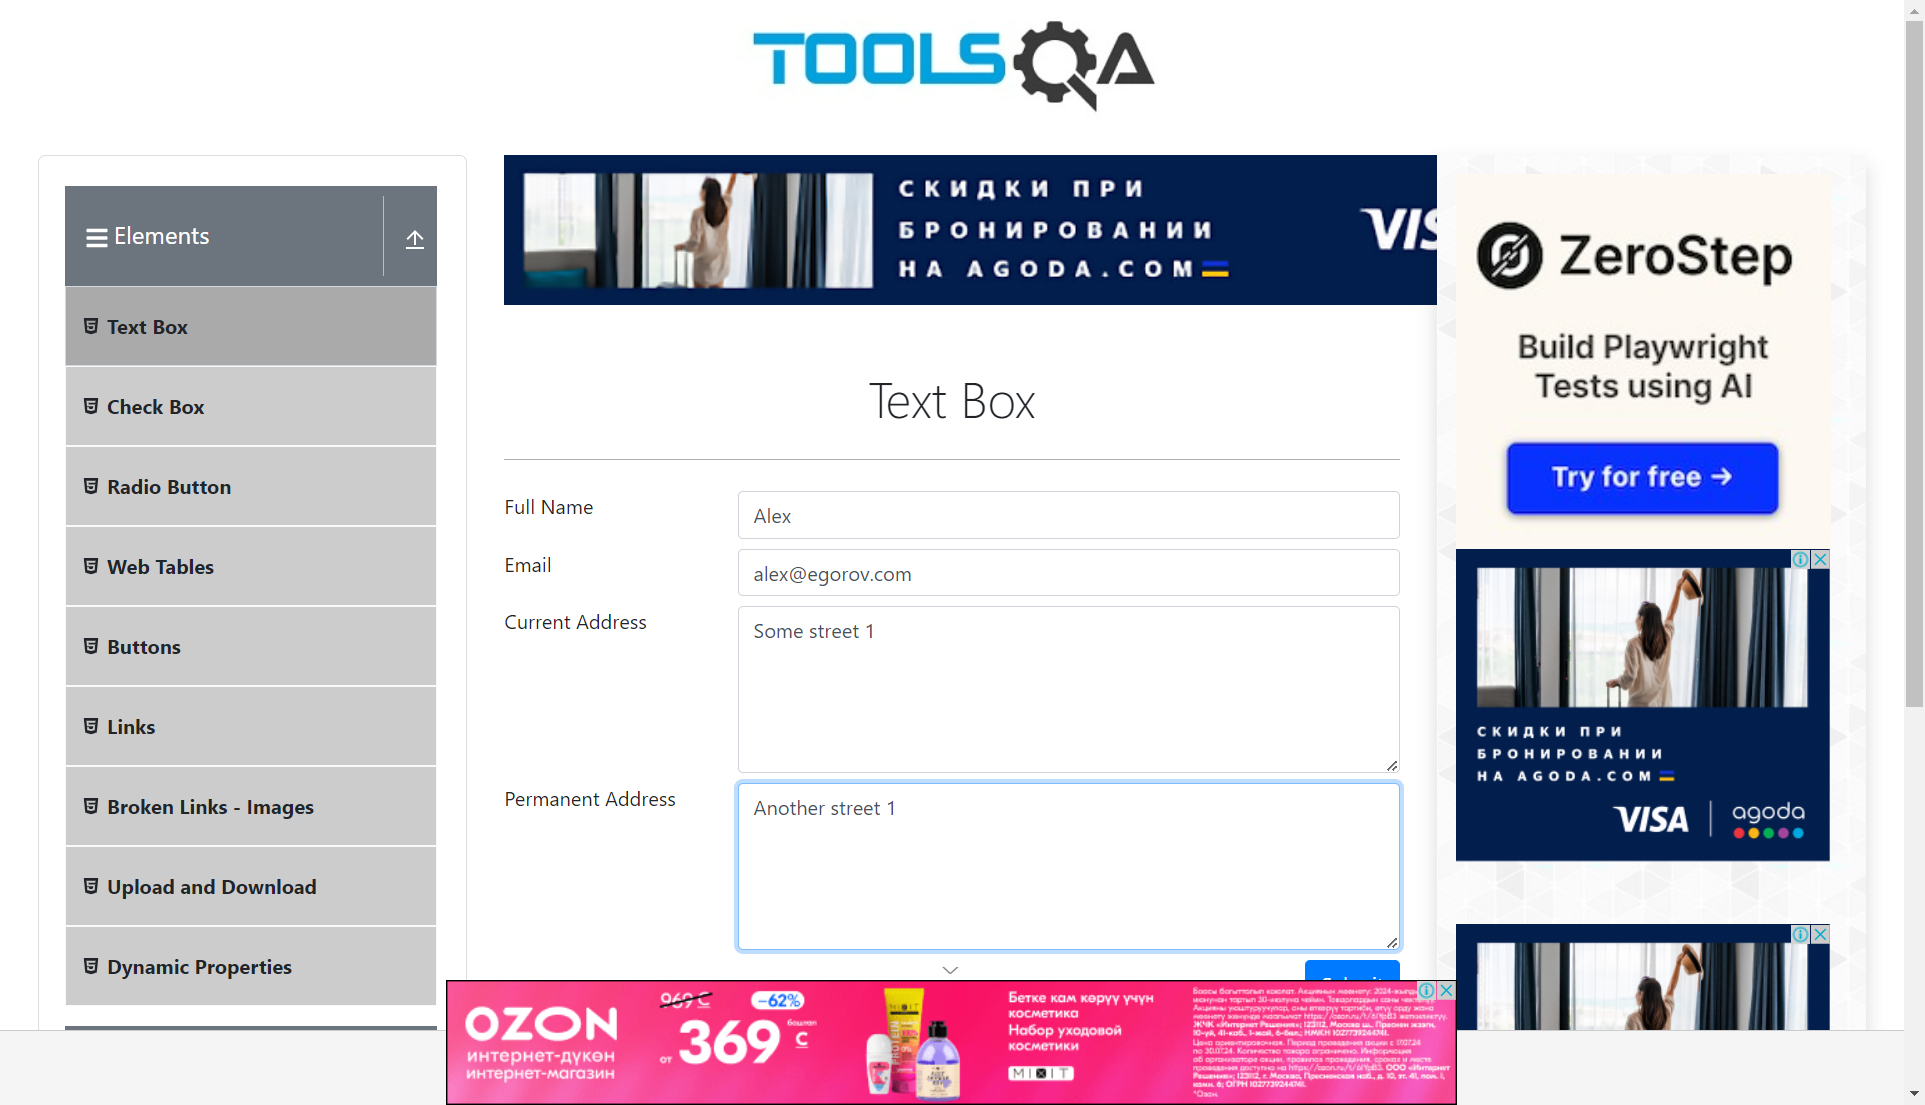 TOOLSQA
Elements
Text Box
Check Box
Radio Button
Web Tables
Buttons
Links
Broken Links - Images
Upload and Download
Dynamic Properties
СКИДКИ ПРИ
БРОНИРОВАНИИ
НА AGODA.COM
VIS
Text Box
Full Name
Alex
Email
alex@egorov.com
Current Address
Some street 1
Permanent Address
Another street 1
ZeroStep
Build Playwright
Tests using AI
Try for free →
СКИДКИ ПРИ
БРОНИРОВАНИИ
НА AGODA.COM
VISA
agoda
OZON
интернет-дүкөн
интернет-магазин
969 С
–62%
от 369 С
баштап
Бетке кам көрүү үчүн
косметика
Набор уходовой
косметики
MIXIT